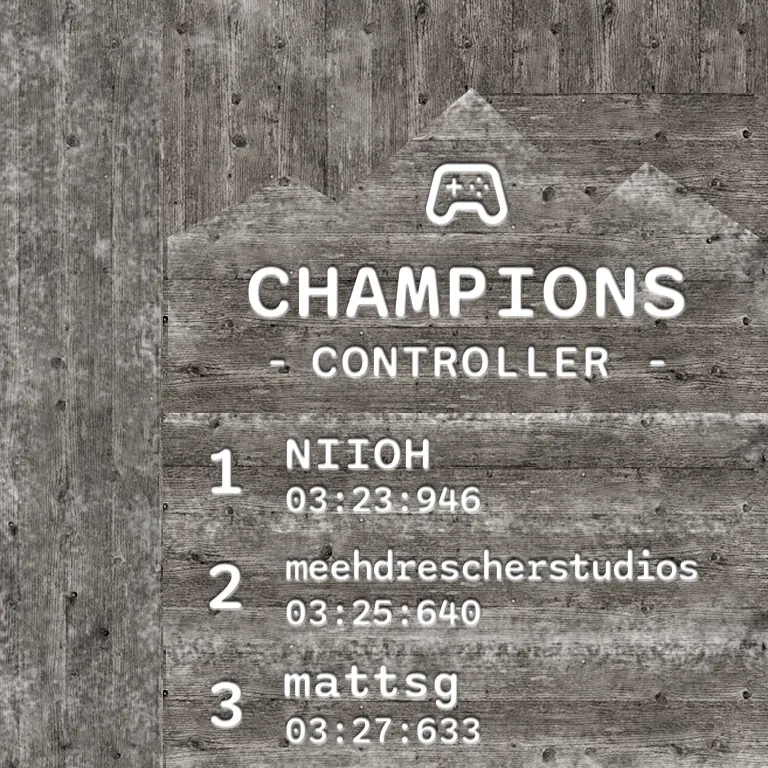 CHAMPIONS
- CONTROLLER -
1 NIIOH
03:23:946
2 meehdrescherstudios
03:25:640
3 mattsg
03:27:633